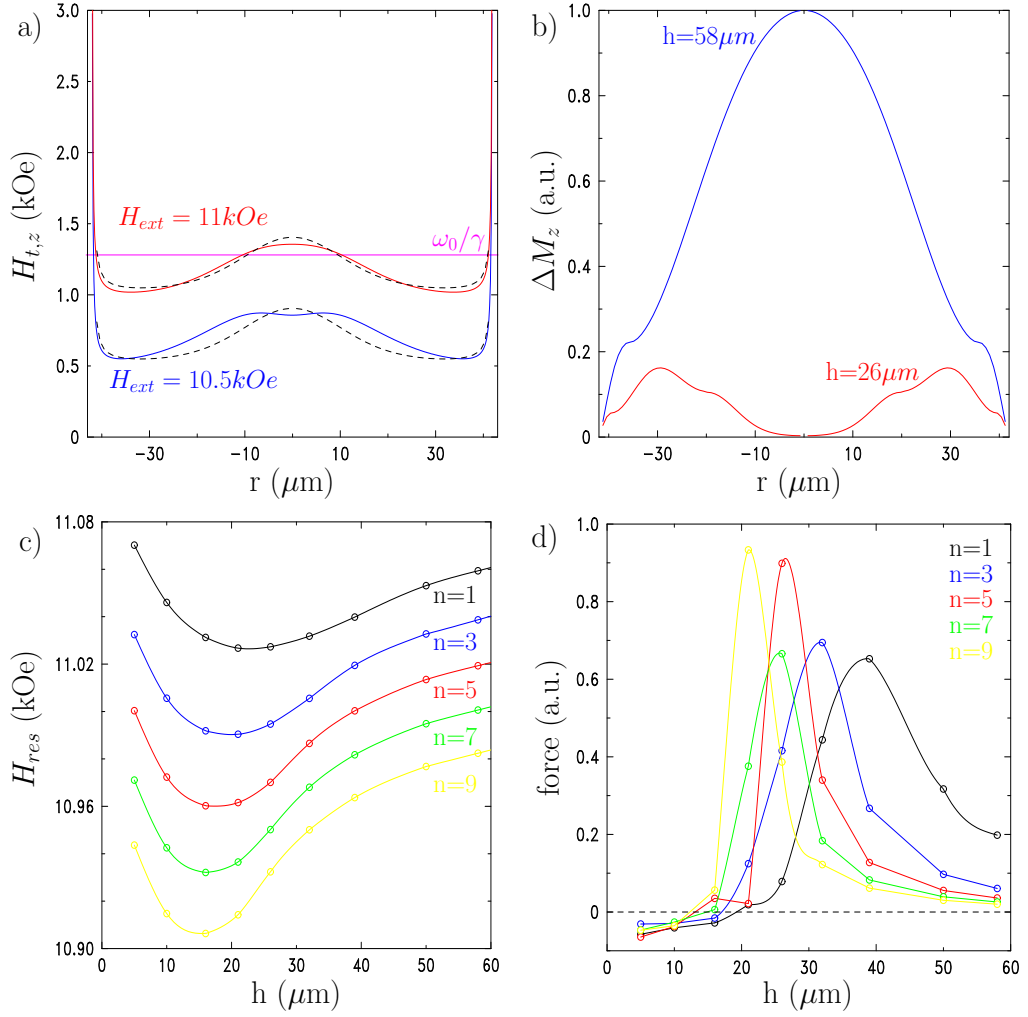 a)
3.0
2.5
2.0
1.5
1.0
0.5
0
H_{t,z} (kOe)
H_{ext} = 11kOe
ω_0/γ
H_{ext} = 10.5kOe
−30
−10
10
30
r (μm)
b)
1.0
0.8
0.6
0.4
0.2
0
ΔM_z (a.u.)
h=58μm
h=26μm
−30
−10
10
30
r (μm)
c)
11.08
11.02
10.96
10.90
H_{res} (kOe)
n=1
n=3
n=5
n=7
n=9
0
10
20
30
40
50
60
h (μm)
d)
1.0
0.8
0.6
0.4
0.2
0
force (a.u.)
n=1
n=3
n=5
n=7
n=9
0
10
20
30
40
50
60
h (μm)